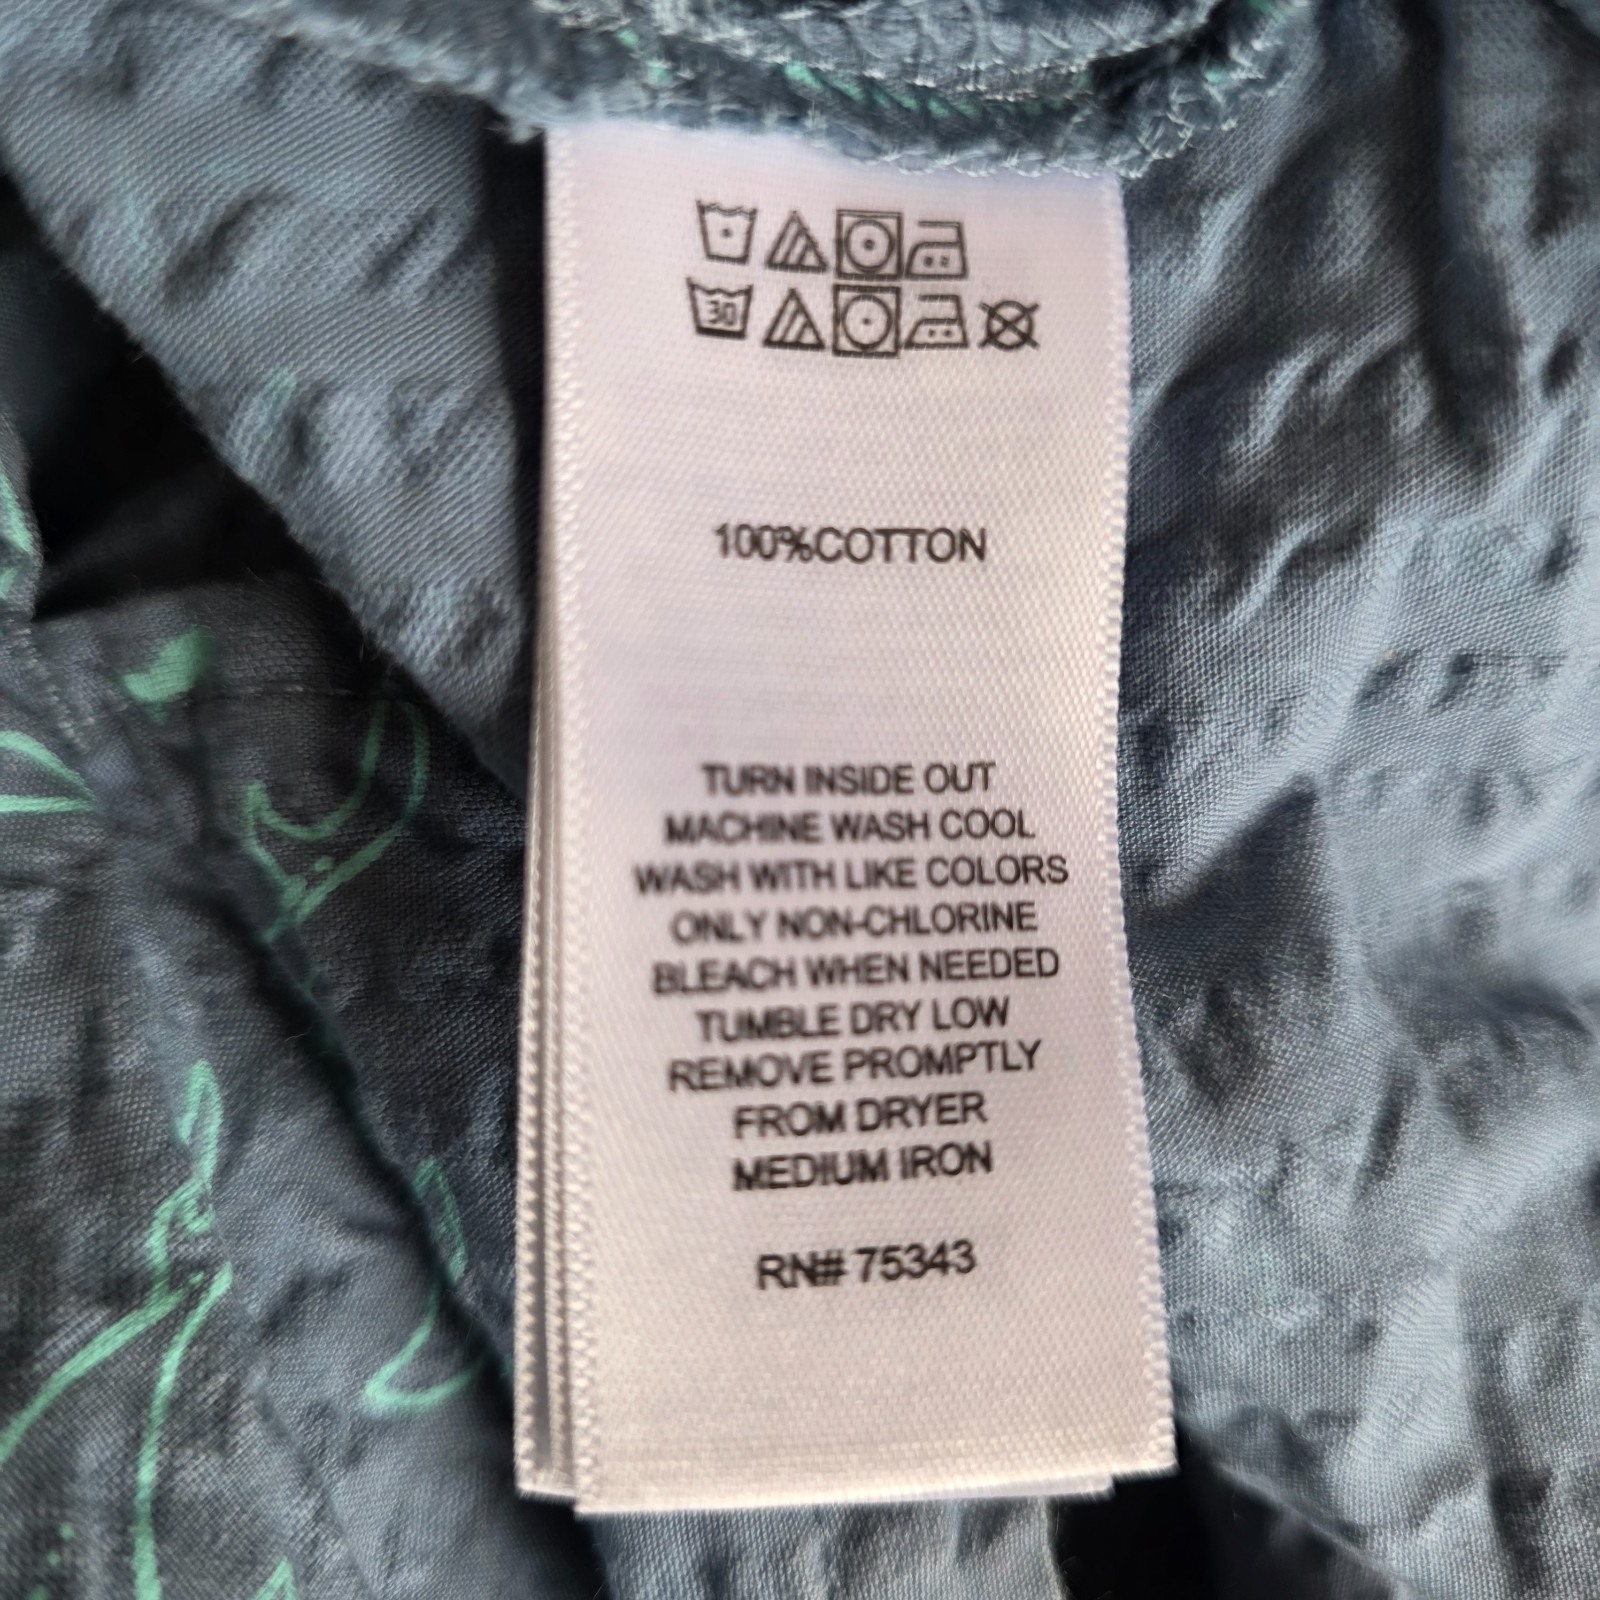 30
100%COTTON
TURN INSIDE OUT
MACHINE WASH COOL
WASH WITH LIKE COLORS
ONLY NON-CHLORINE
BLEACH WHEN NEEDED
TUMBLE DRY LOW
REMOVE PROMPTLY
FROM DRYER
MEDIUM IRON
RN# 75343